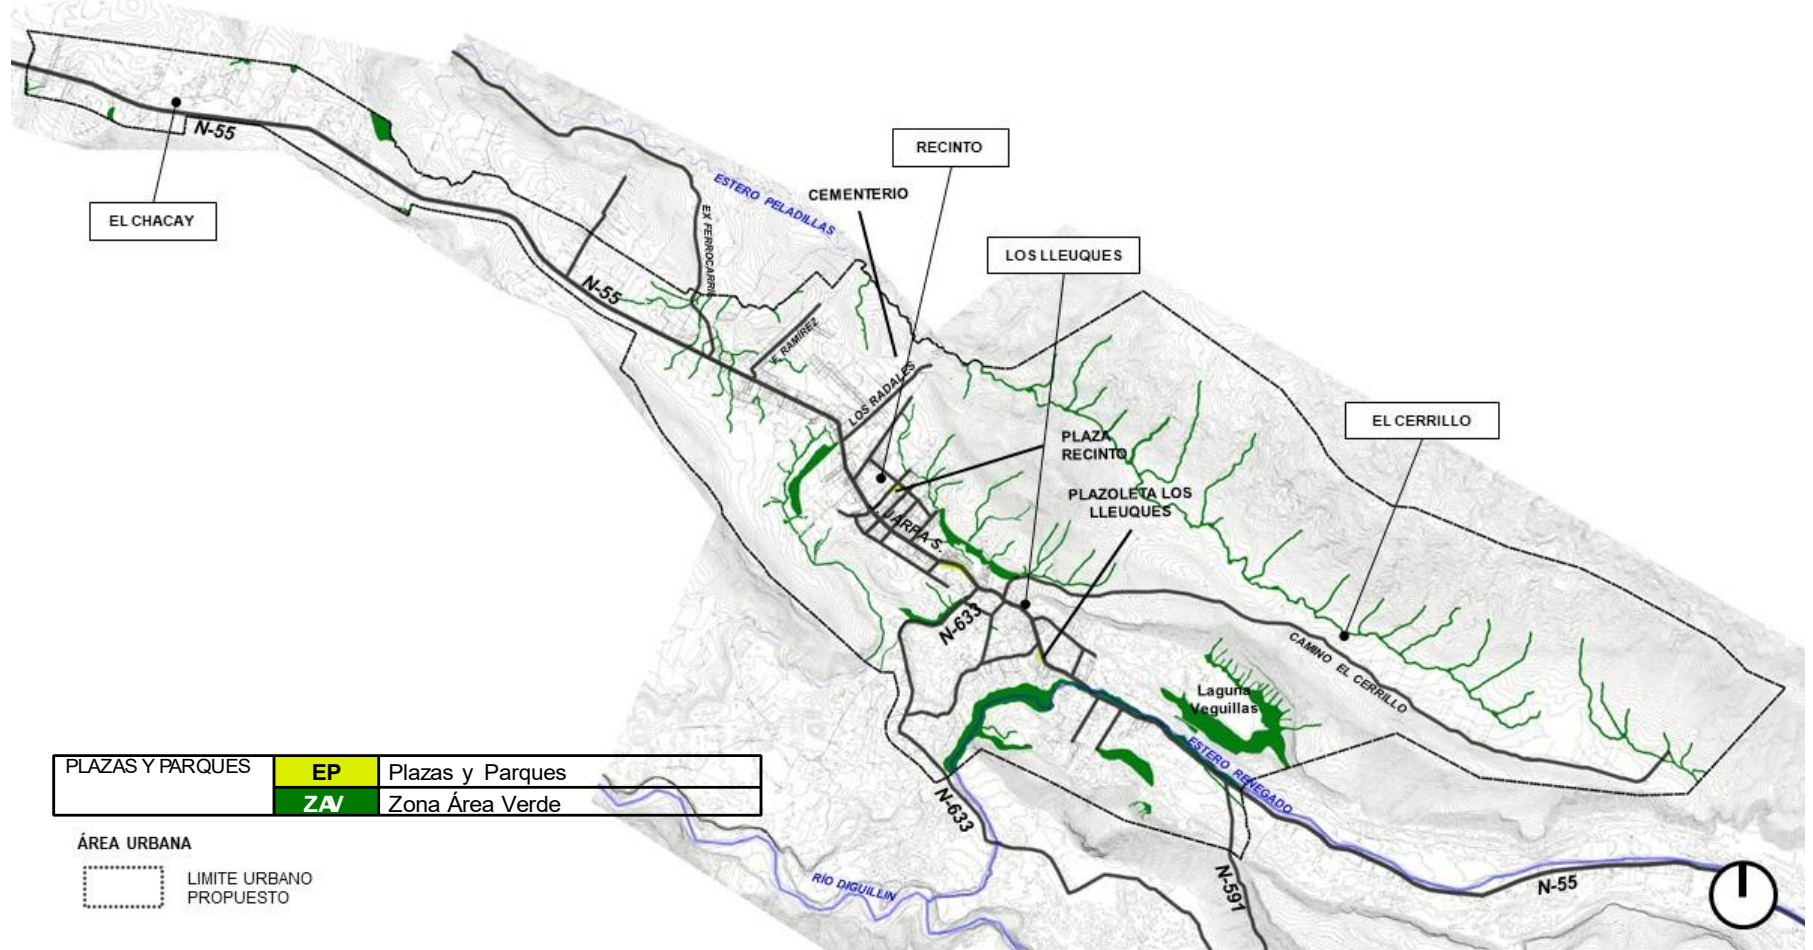 RECINTO
ESTERO PELADILLAS
CEMENTERIO
N-55
EL CHACAY
EX FERROCARRIL
LOS LLEUQUES
N-55
F. RAMÍREZ
LOS RADALES
EL CERRILLO
PLAZA
RECINTO
PLAZOLETA LOS
LLEUQUES
JARPA S.
N-633
CAMINO EL CERRILLO
Laguna
Veguillas
ESTERO RENEGADO
PLAZAS Y PARQUES
EP Plazas y Parques
ZAV Zona Área Verde
N-633
ÁREA URBANA
LIMITE URBANO
PROPUESTO
RÍO DIGUILLIN
N-591
N-55